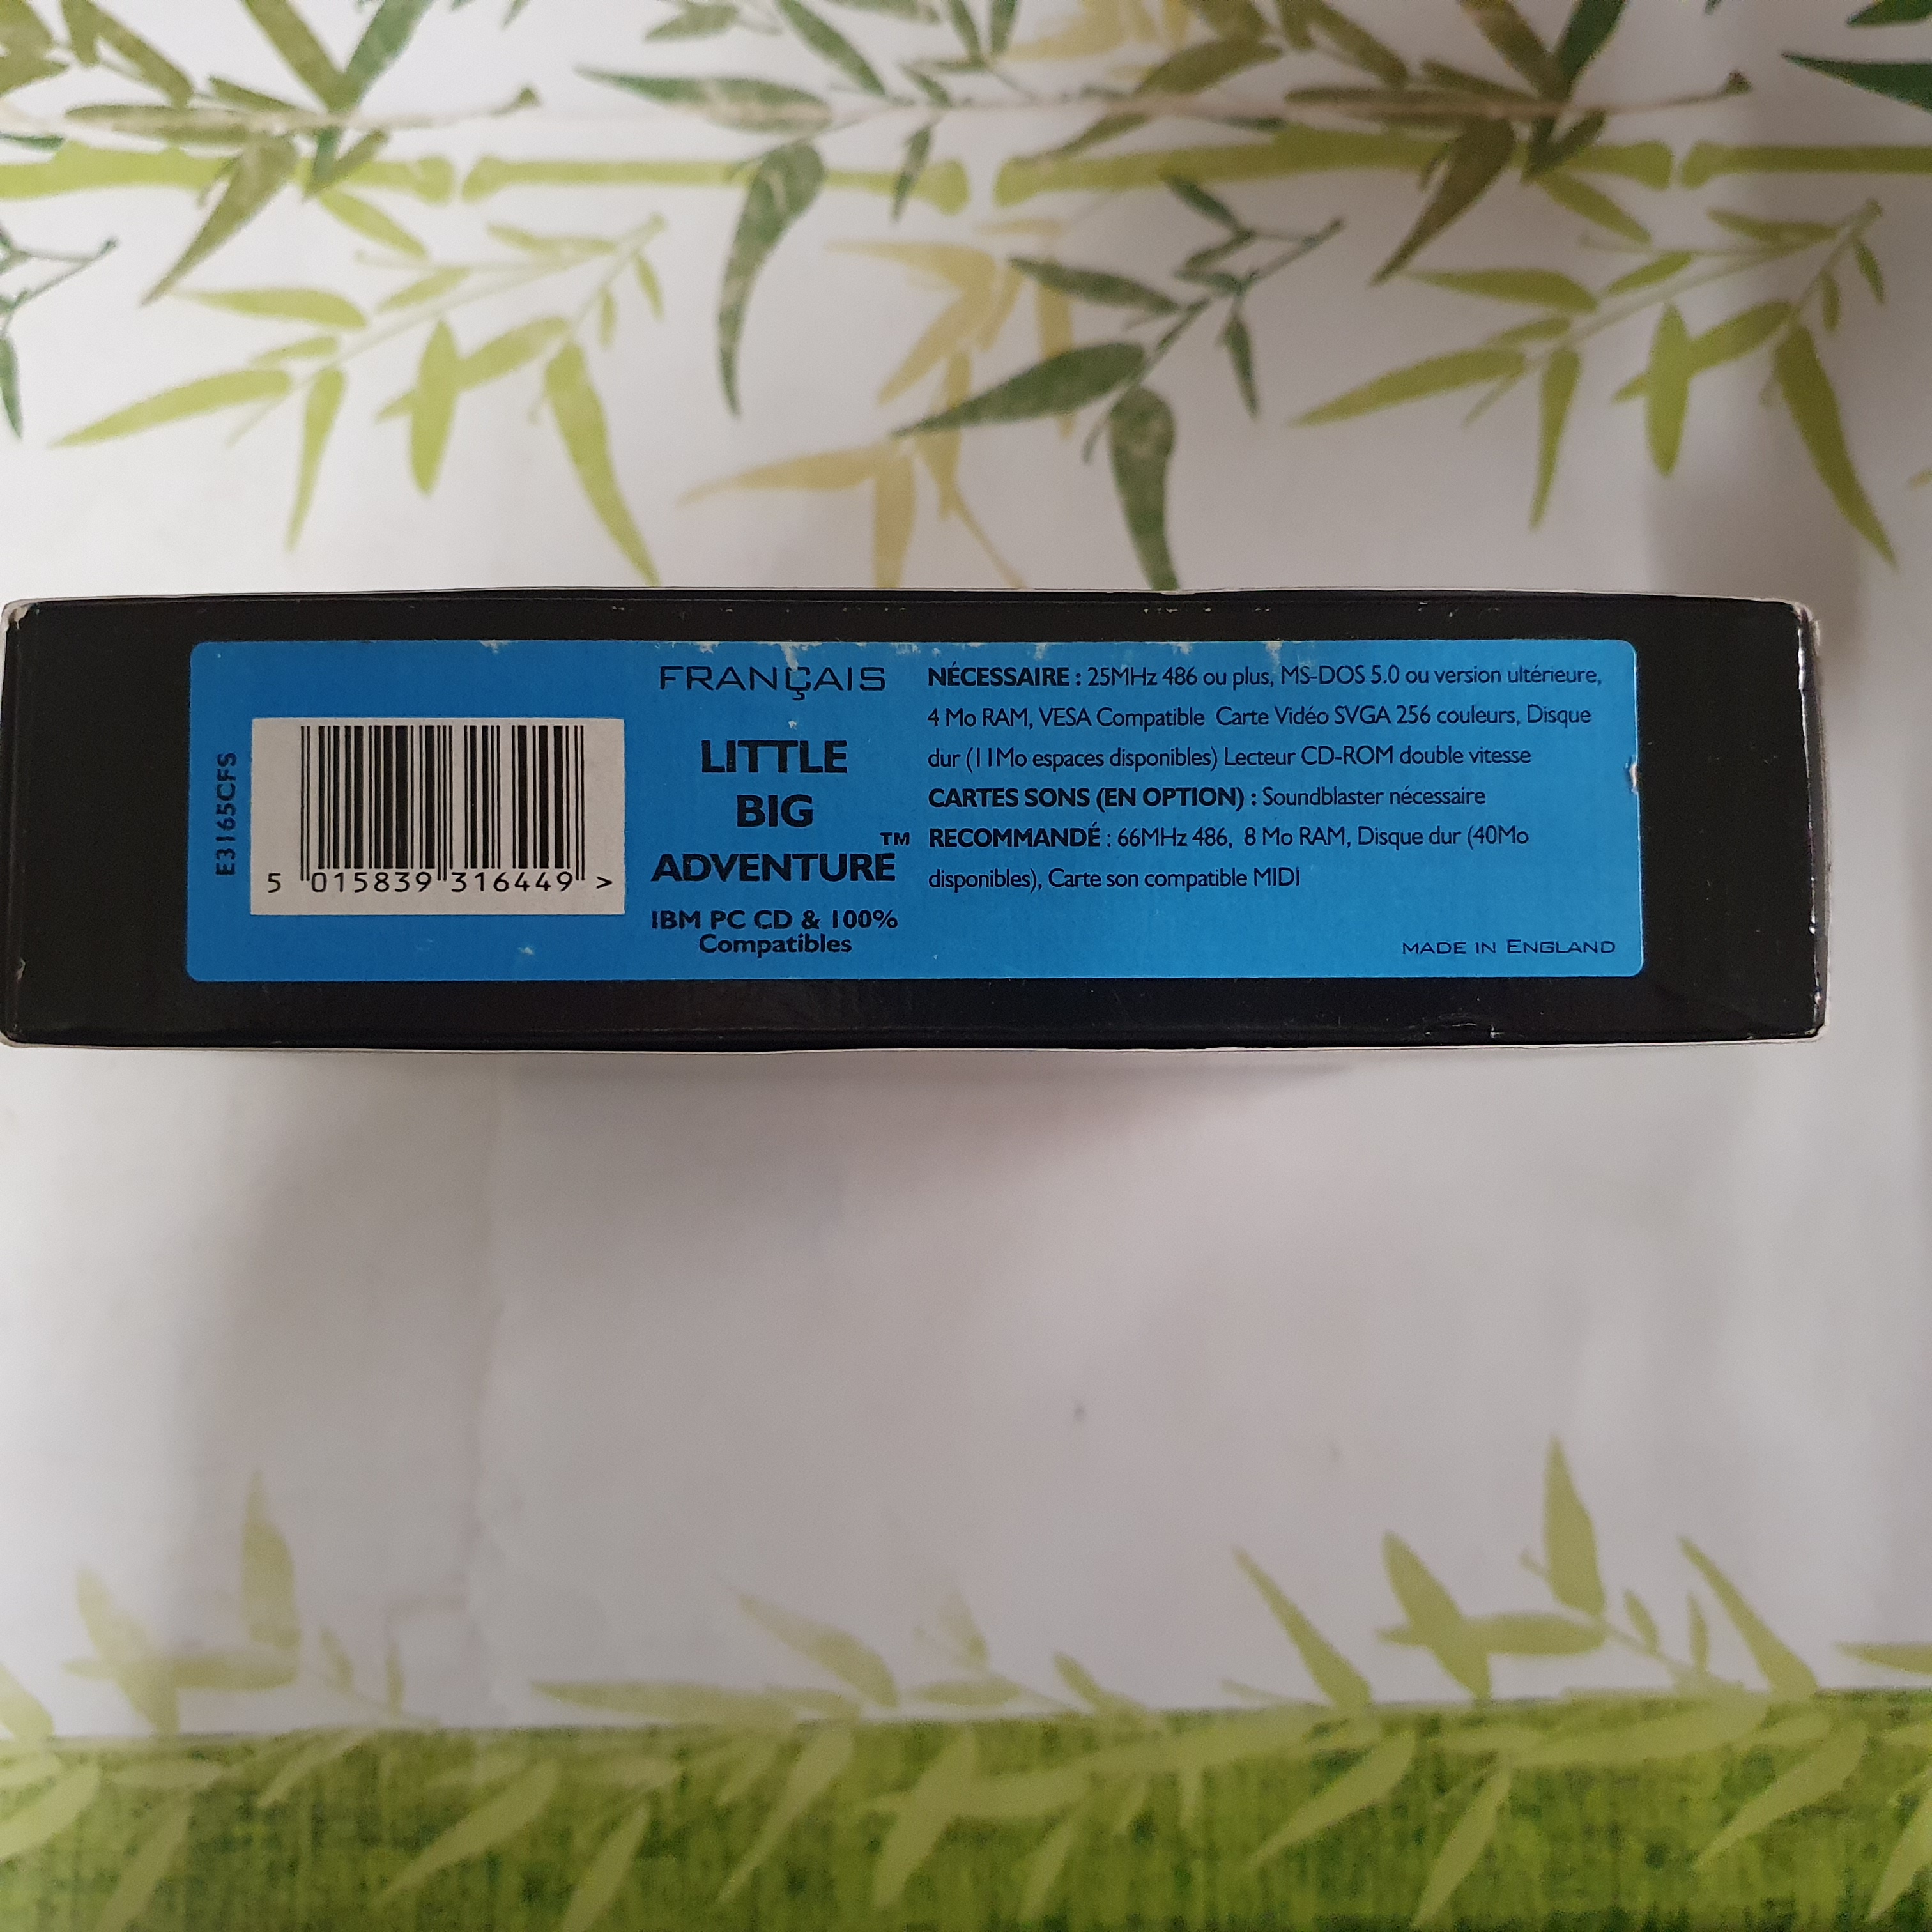 E3165CFS
5 015839 316449 >
FRANÇAIS
LITTLE
BIG
ADVENTURE™
IBM PC CD & 100%
Compatibles
NÉCESSAIRE : 25MHz 486 ou plus, MS-DOS 5.0 ou version ultérieure,
4 Mo RAM, VESA Compatible Carte Vidéo SVGA 256 couleurs, Disque
dur (11Mo espaces disponibles) Lecteur CD-ROM double vitesse
CARTES SONS (EN OPTION) : Soundblaster nécessaire
RECOMMANDÉ : 66MHz 486, 8 Mo RAM, Disque dur (40Mo
disponibles), Carte son compatible MIDI
MADE IN ENGLAND